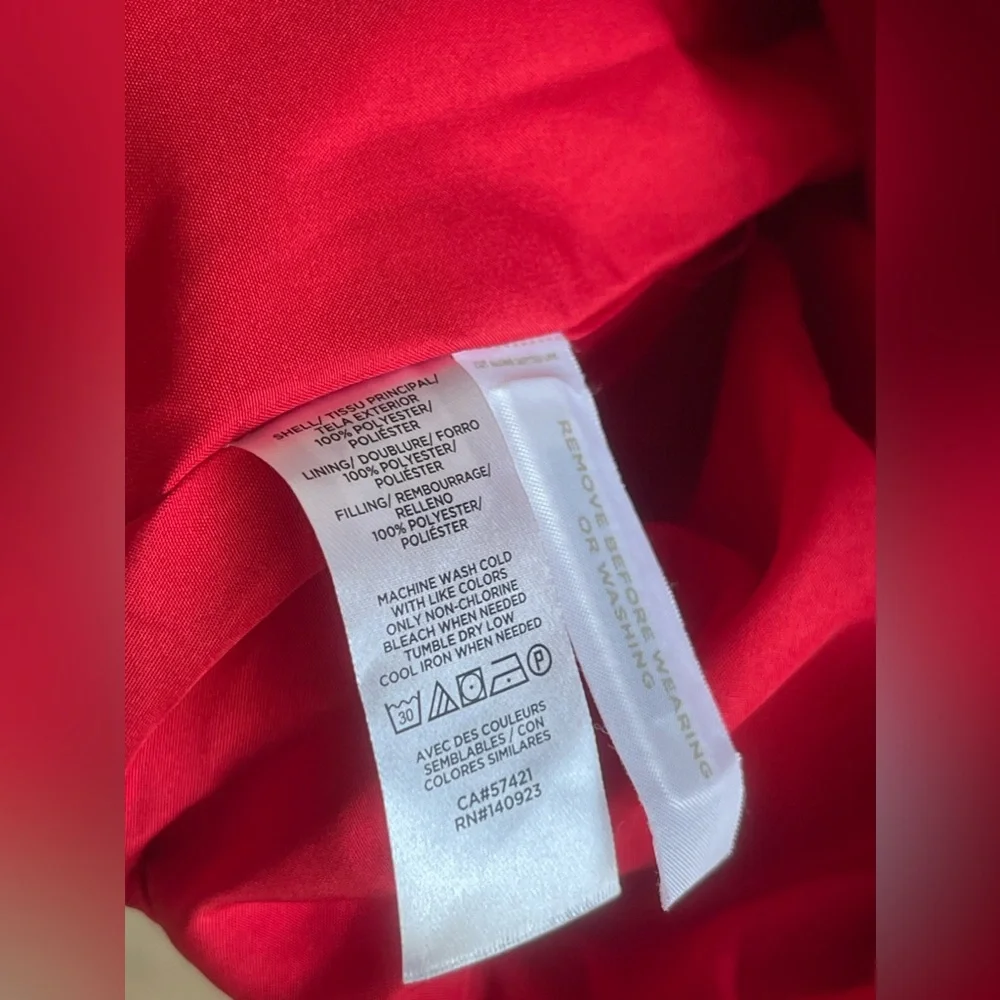 SHELL/ TISSU PRINCIPAL/
TELA EXTERIOR
100% POLYESTER/
POLIÉSTER
LINING/ DOUBLURE/ FORRO
100% POLYESTER/
POLIÉSTER
FILLING/ REMBOURRAGE/
RELLENO
100% POLYESTER/
POLIÉSTER
MACHINE WASH COLD
WITH LIKE COLORS
ONLY NON-CHLORINE
BLEACH WHEN NEEDED
TUMBLE DRY LOW
COOL IRON WHEN NEEDED
30 P
AVEC DES COULEURS
SEMBLABLES/ CON
COLORES SIMILARES
CA#57421
RN#140923
REMOVE BEFORE WEARING
OR WASHING